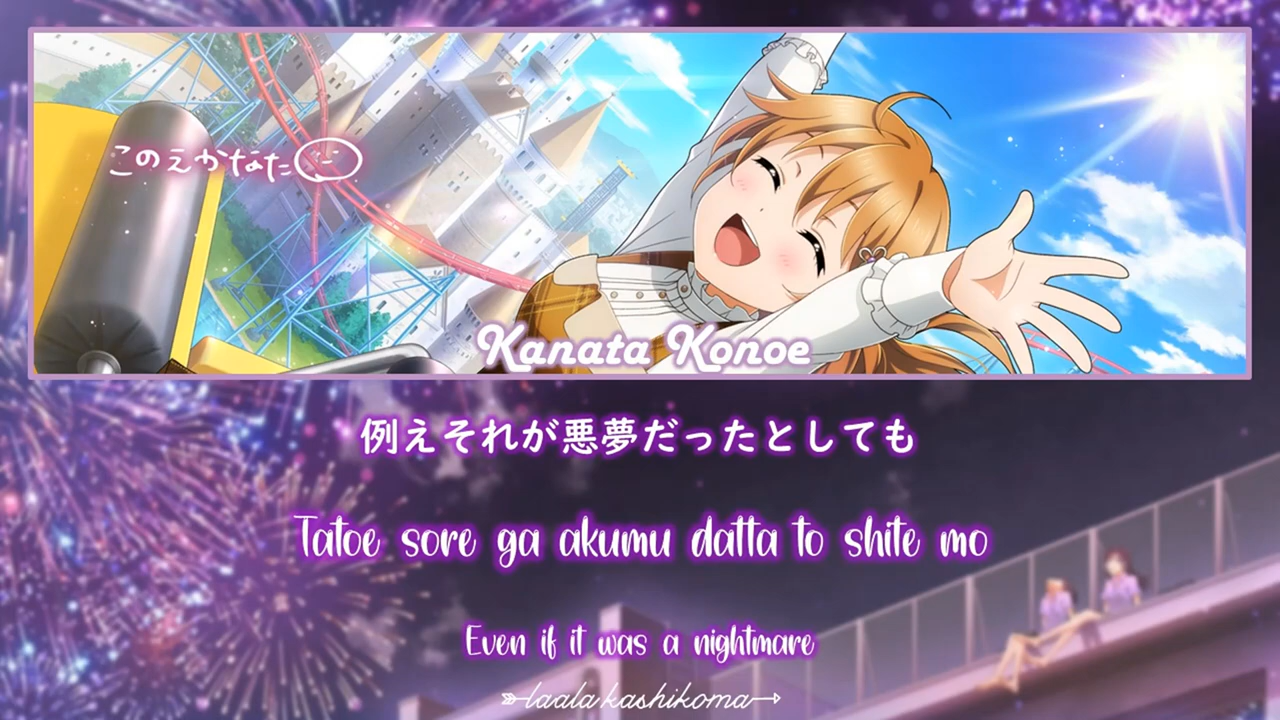 このえかなた
Kanata Konoe
例えそれが悪夢だったとしても
Tatoe sore ga akumu datta to shite mo
Even if it was a nightmare
laala kashikoma